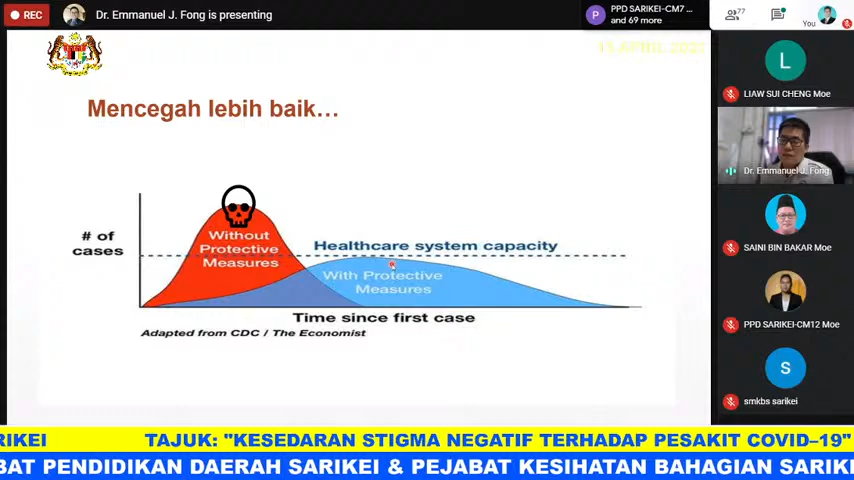 REC
Dr. Emmanuel J. Fong is presenting
P
PPD SARIKEI-CM7 ...
and 69 more
77
You
Mencegah lebih baik...
# of
cases
Without
Protective
Measures
Healthcare system capacity
With Protective
Measures
Time since first case
Adapted from CDC / The Economist
L
LIAW SUI CHENG Moe
Dr. Emmanuel J. Fong
SAINI BIN BAKAR Moe
PPD SARIKEI-CM12 Moe
S
smkbs sarikei
RIKEI TAJUK: "KESEDARAN STIGMA NEGATIF TERHADAP PESAKIT COVID–19"
BAT PENDIDIKAN DAERAH SARIKEI & PEJABAT KESIHATAN BAHAGIAN SARIKE